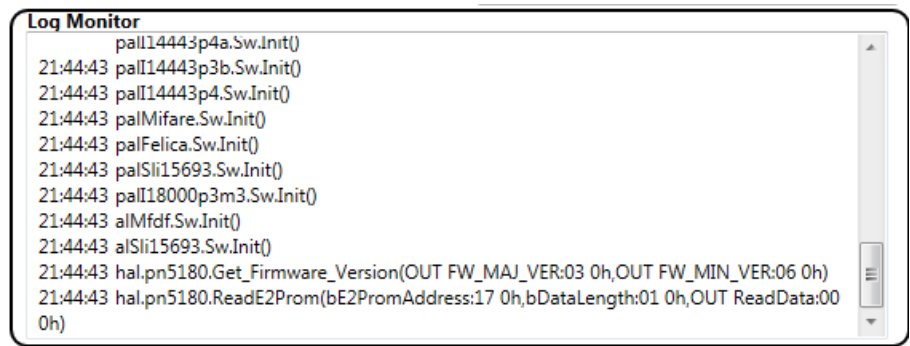 Log Monitor
palI14443p4a.Sw.Init()
21:44:43 palI14443p3b.Sw.Init()
21:44:43 palI14443p4.Sw.Init()
21:44:43 palMifare.Sw.Init()
21:44:43 palFelica.Sw.Init()
21:44:43 palSli15693.Sw.Init()
21:44:43 palI18000p3m3.Sw.Init()
21:44:43 alMfdf.Sw.Init()
21:44:43 alSli15693.Sw.Init()
21:44:43 hal.pn5180.Get_Firmware_Version(OUT FW_MAJ_VER:03 0h,OUT FW_MIN_VER:06 0h)
21:44:43 hal.pn5180.ReadE2Prom(bE2PromAddress:17 0h,bDataLength:01 0h,OUT ReadData:00
0h)